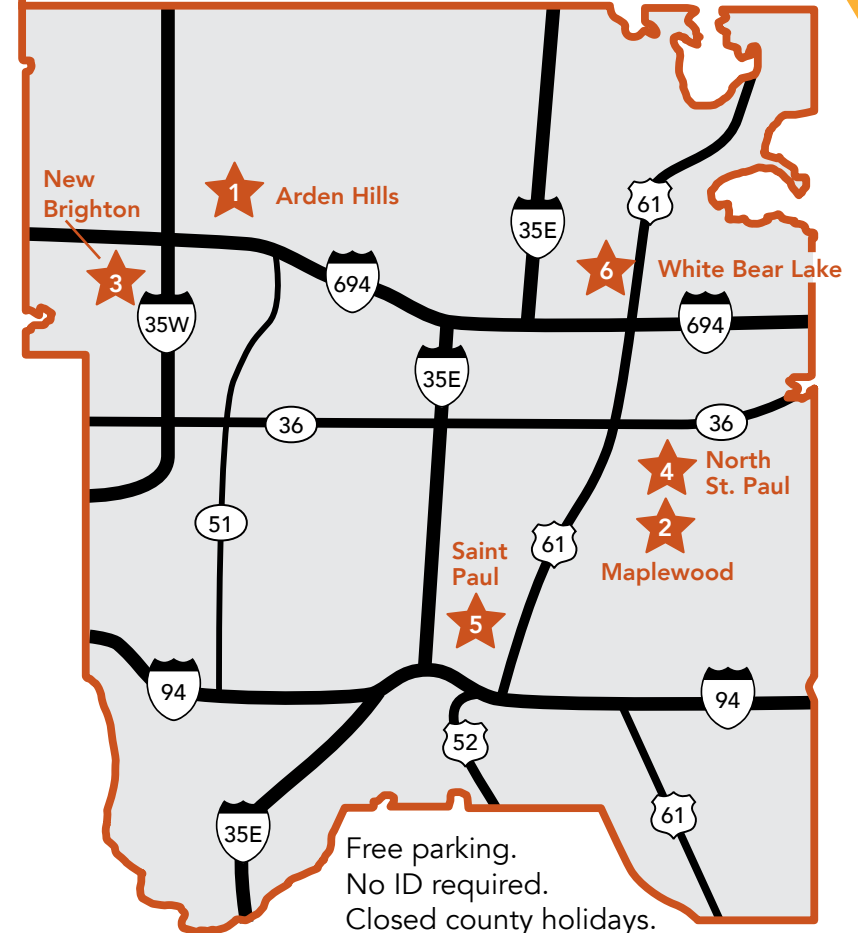 61
35E
New
Brighton
1
Arden Hills
6
White Bear Lake
3
694
35W
694
35E
36
36
4
North
St. Paul
51
2
61
Maplewood
Saint
Paul
5
94
94
52
61
35E
Free parking.
No ID required.
Closed county holidays.